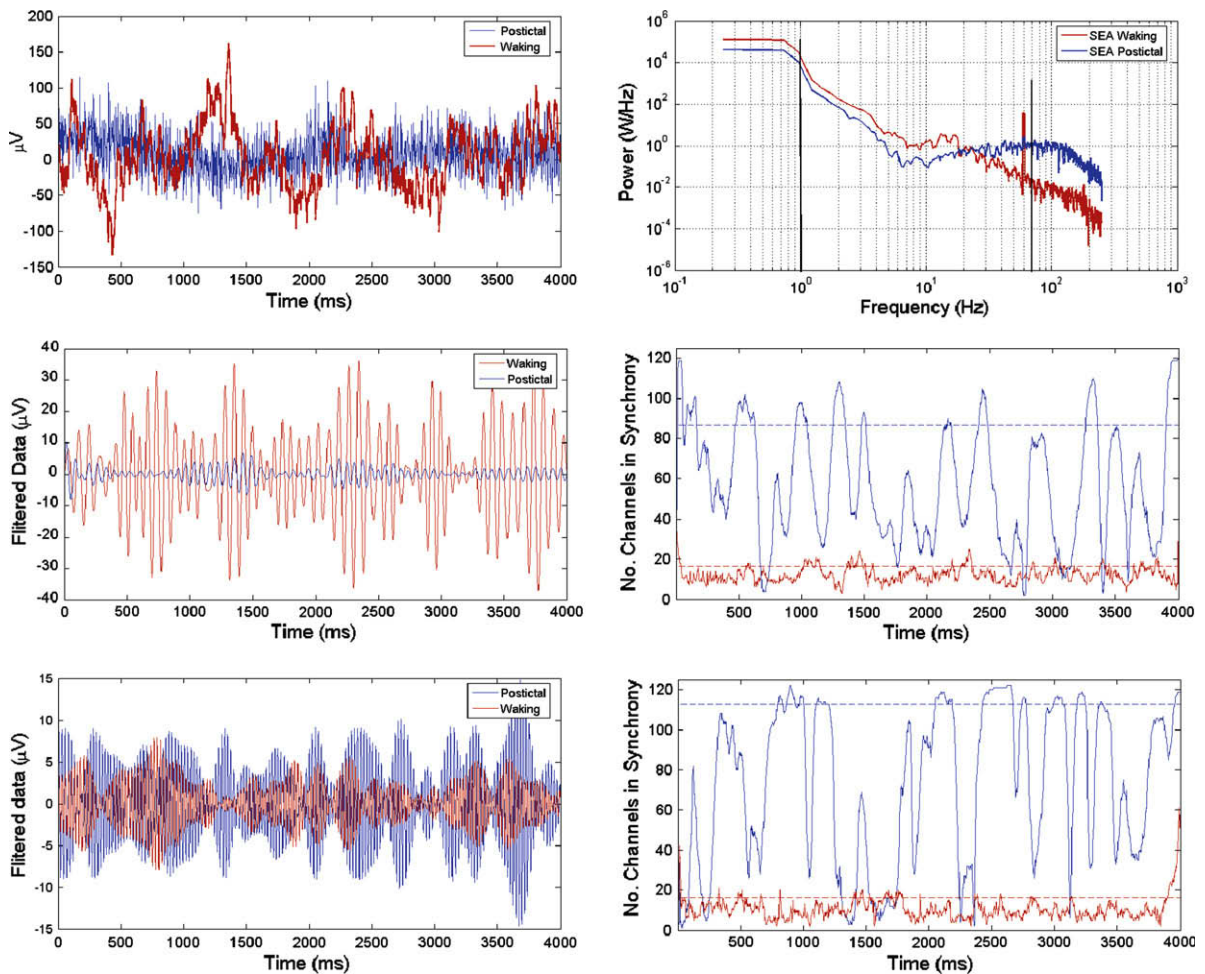 200
150
100
50
0
-50
-100
-150
0 500 1000 1500 2000 2500 3000 3500 4000
µV
Time (ms)
Postictal
Waking
10^6
10^4
10^2
10^0
10^-2
10^-4
10^-6
10^-1 10^0 10^1 10^2 10^3
Power (W/Hz)
Frequency (Hz)
SEA Waking
SEA Postictal
40
30
20
10
0
-10
-20
-30
40
0 500 1000 1500 2000 2500 3000 3500 4000
Flitered Data (µV)
Time (ms)
Waking
Postictal
120
100
80
60
40
20
0
500 1000 1500 2000 2500 3000 3500 4000
No. Channels in Synchrony
Time (ms)
15
10
5
0
-5
-10
15
0 500 1000 1500 2000 2500 3000 3500 4000
Flitered data (µV)
Time (ms)
Postictal
Waking
120
100
80
60
40
20
0
500 1000 1500 2000 2500 3000 3500 4000
No. Channels in Synchrony
Time (ms)